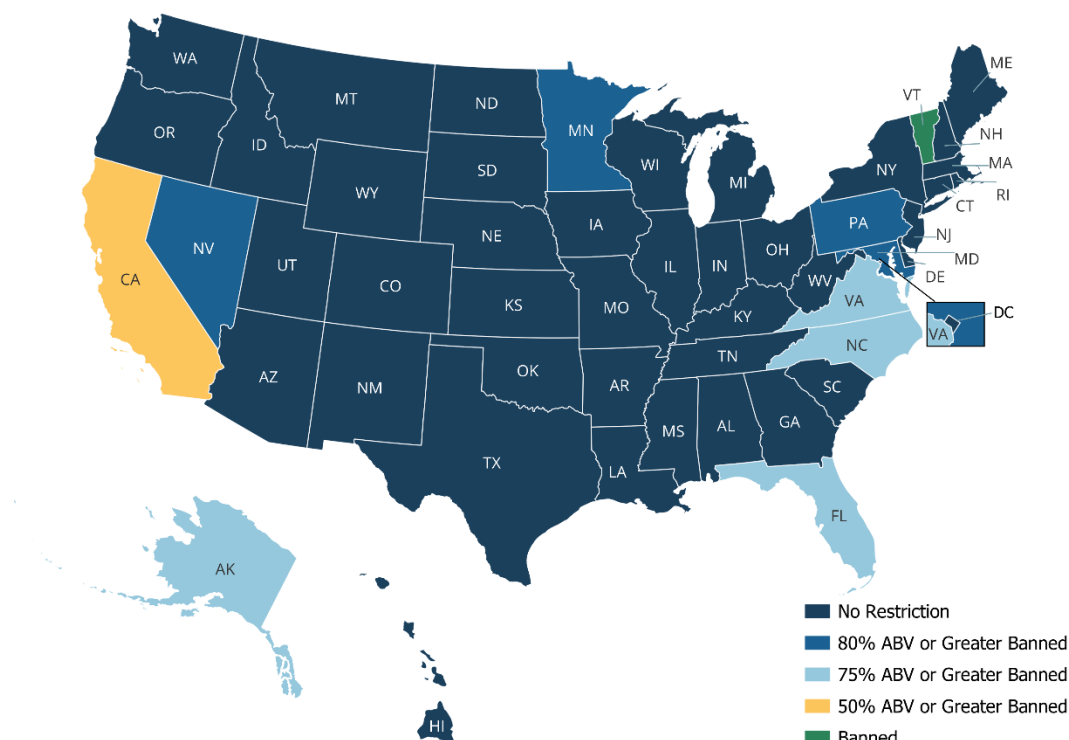 WA
MT
ND
MN
ME
VT
OR
ID
SD
WI
MI
NY
NH
MA
RI
CT
WY
NE
IA
PA
NJ
MD
DE
NV
UT
CO
IL
IN
OH
WV
VA
DC
VA
CA
KS
MO
KY
NC
AZ
NM
OK
AR
TN
SC
MS
AL
GA
TX
LA
FL
AK
HI
No Restriction
80% ABV or Greater Banned
75% ABV or Greater Banned
50% ABV or Greater Banned
Banned